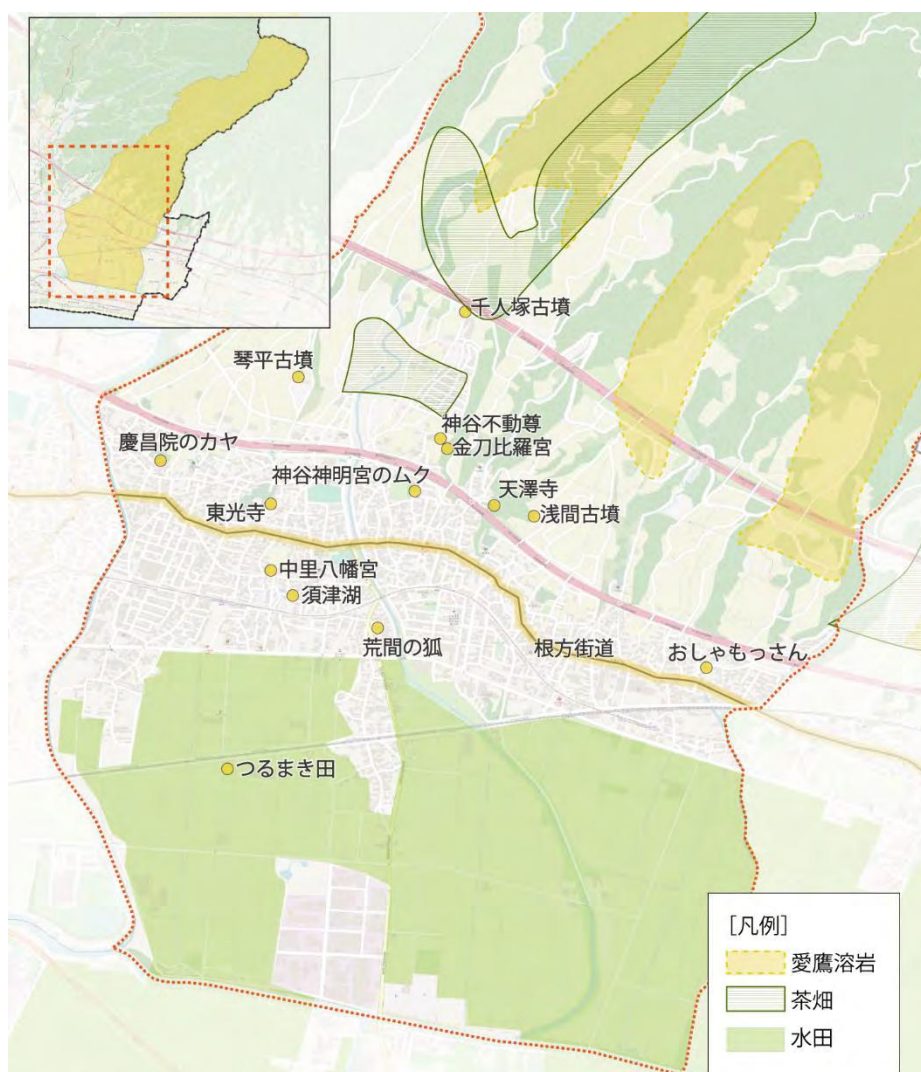 千人塚古墳
琴平古墳
神谷不動尊
金刀比羅宮
慶昌院のカヤ
神谷神明宮のムク
天澤寺
東光寺
浅間古墳
中里八幡宮
須津湖
荒間の狐
根方街道
おしゃもっさん
つるまき田
［凡例］
愛鷹溶岩
茶畑
水田